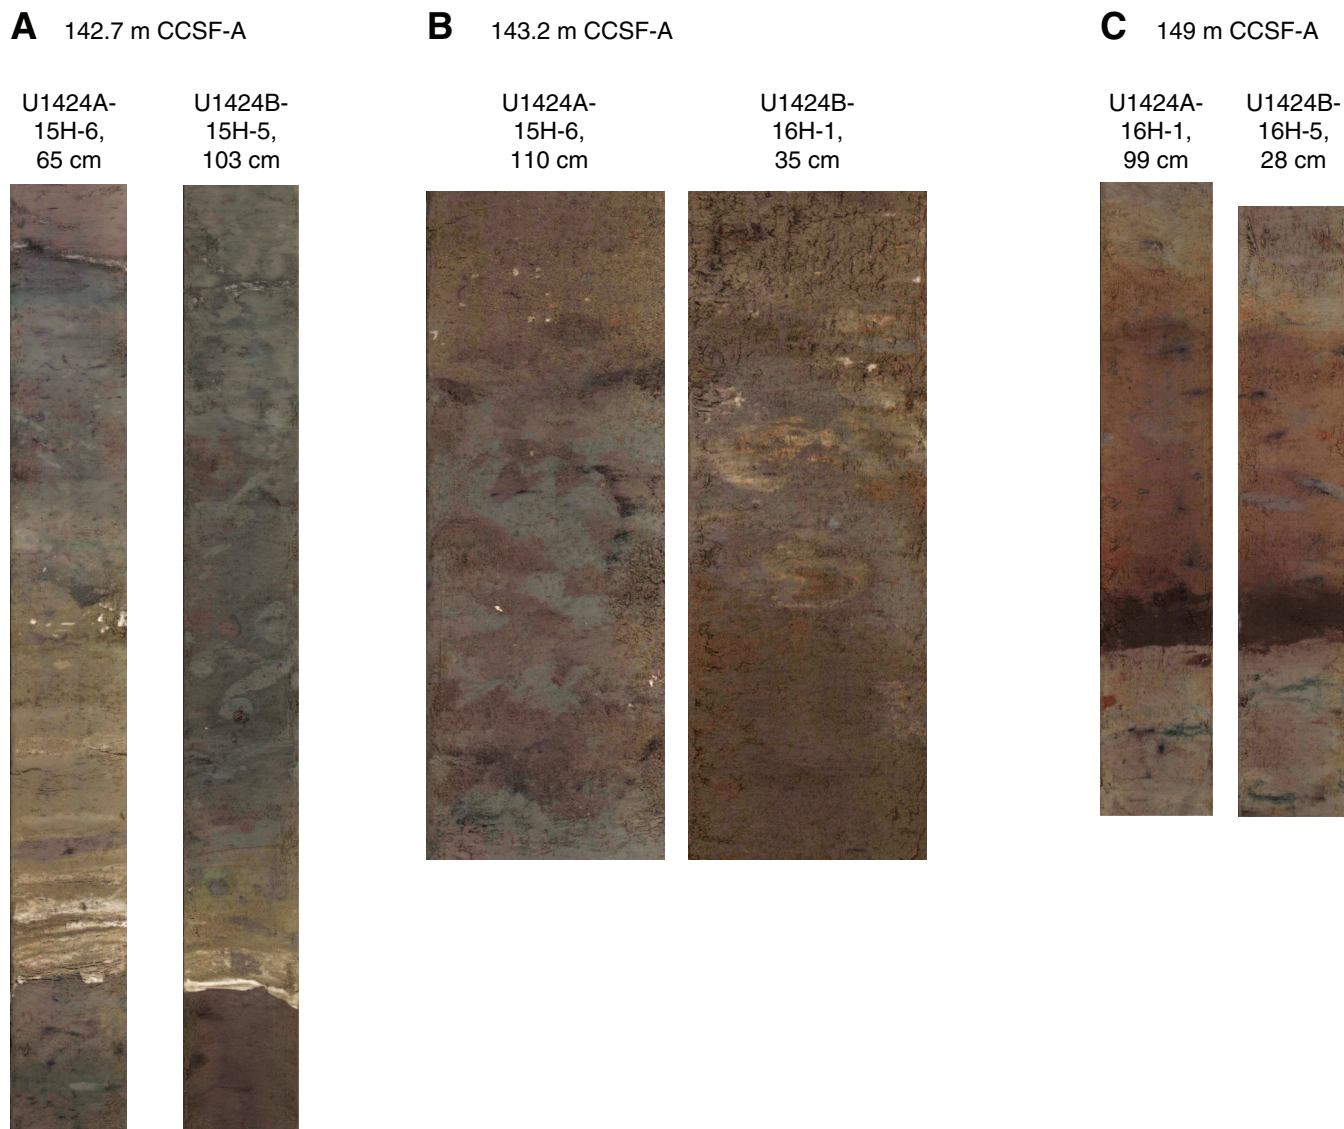 A 142.7 m CCSF-A
U1424A-
15H-6,
65 cm
U1424B-
15H-5,
103 cm
B 143.2 m CCSF-A
U1424A-
15H-6,
110 cm
U1424B-
16H-1,
35 cm
C 149 m CCSF-A
U1424A-
16H-1,
99 cm
U1424B-
16H-5,
28 cm